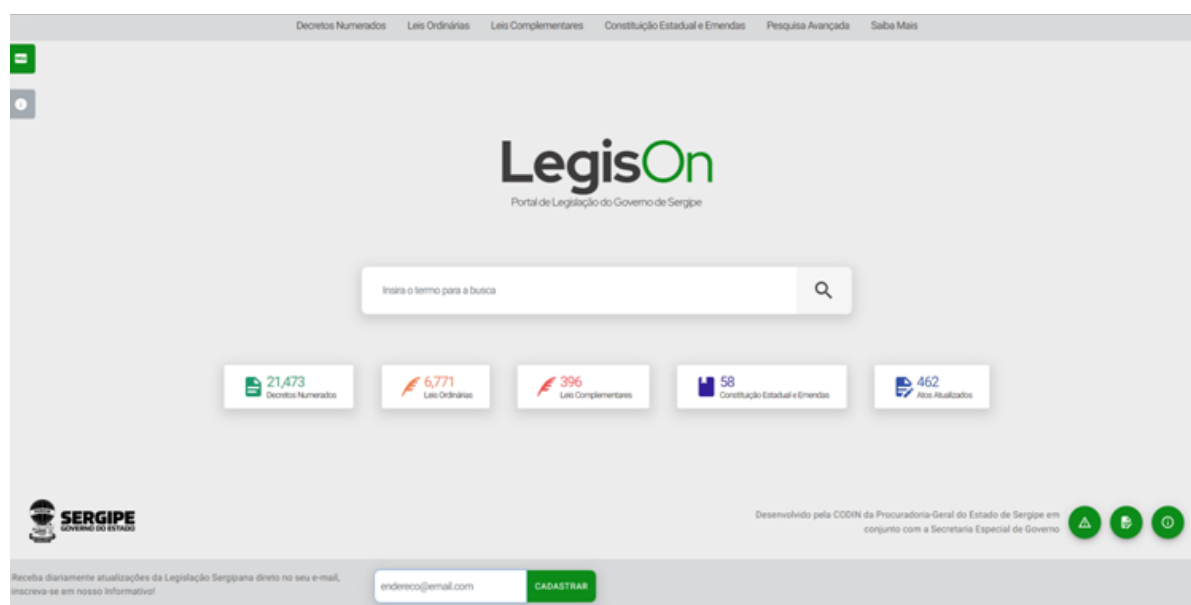 Decretos Numerados Leis Ordinárias Leis Complementares Constituição Estadual e Emendas Pesquisa Avançada Saiba Mais
LegisOn
Portal de Legislação do Governo de Sergipe
Insira o termo para a busca
21,473
Decretos Numerados
6,771
Leis Ordinárias
396
Leis Complementares
58
Constituição Estadual e Emendas
462
Atos Atualizados
SERGIPE
GOVERNO DO ESTADO
Desenvolvido pela CODIN da Procuradoria-Geral do Estado de Sergipe em
conjunto com a Secretaria Especial de Governo
Receba diariamente atualizações da Legislação Sergipana direto no seu e-mail,
inscreva-se em nosso Informativo!
endereco@email.com
CADASTRAR